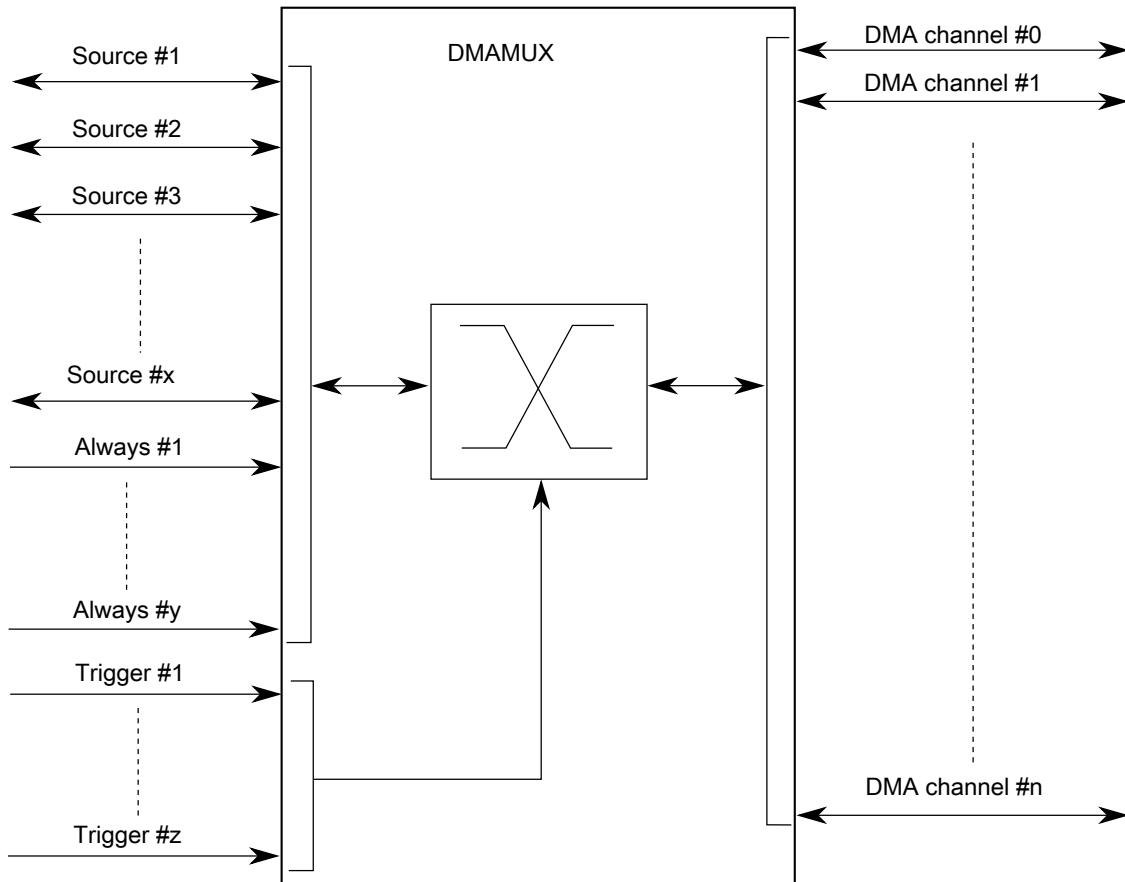 Source #1
Source #2
Source #3
Source #x
Always #1
Always #y
Trigger #1
Trigger #z
DMAMUX
DMA channel #0
DMA channel #1
DMA channel #n